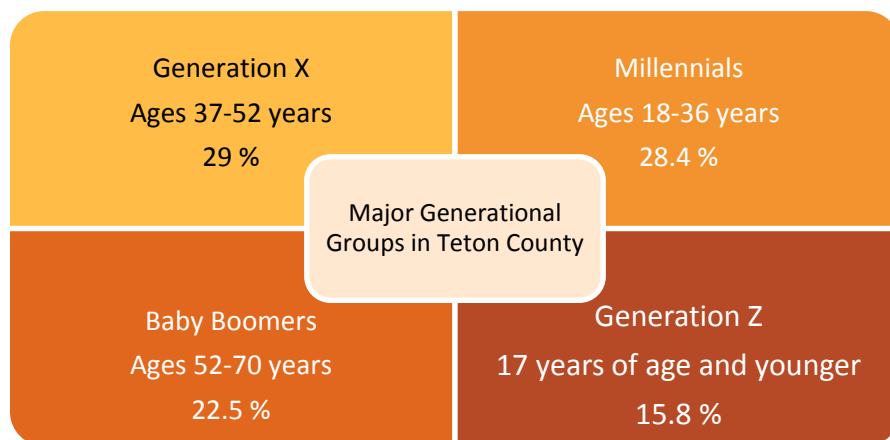 Generation X
Ages 37-52 years
29 %
Millennials
Ages 18-36 years
28.4 %
Major Generational
Groups in Teton County
Baby Boomers
Ages 52-70 years
22.5 %
Generation Z
17 years of age and younger
15.8 %